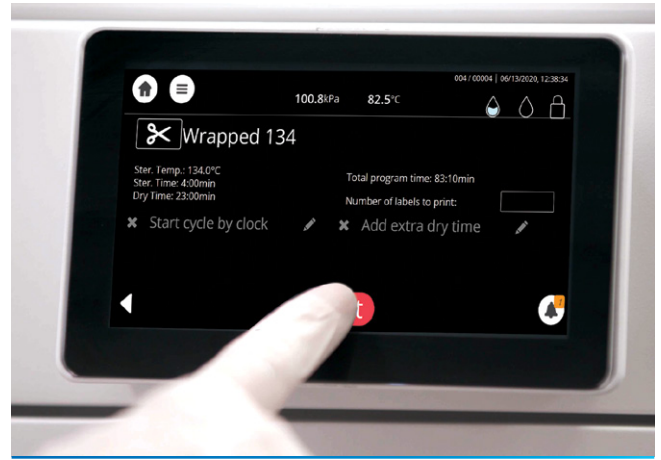 004 / 00004 | 06/13/2020, 12:38:34
100.8kPa 82.5°C
Wrapped 134
Ster. Temp.: 134.0°C
Ster. Time: 4:00min
Dry Time: 23:00min
Total program time: 83:10min
Number of labels to print:
Start cycle by clock
Add extra dry time
t